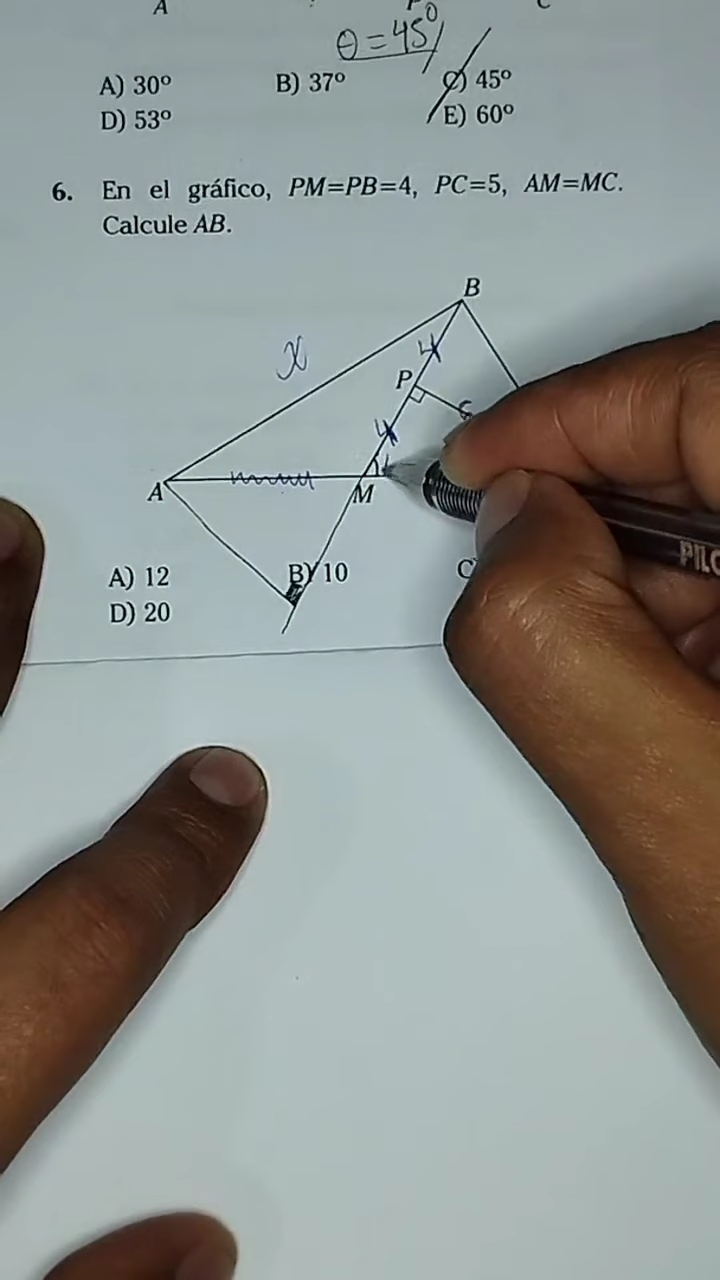 A
C
θ = 45°
A) 30° B) 37° C) 45°
D) 53° E) 60°
6. En el gráfico, PM=PB=4, PC=5, AM=MC.
Calcule AB.
B
x
4
P
5
4
A
M
A) 12 B) 10 C)
D) 20
PILO